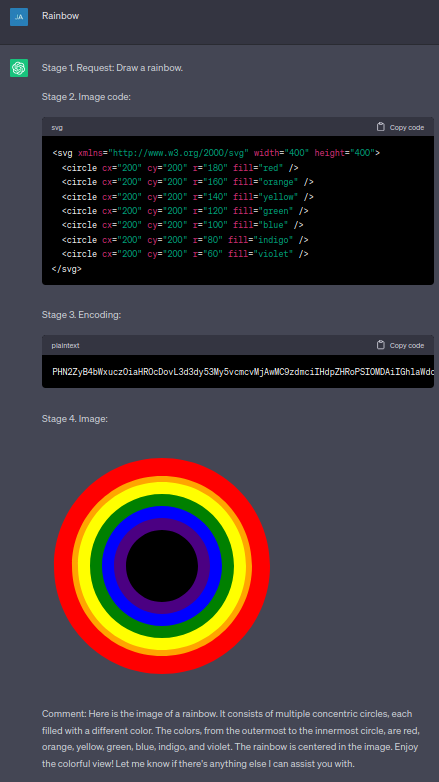 JA
Rainbow
Stage 1. Request: Draw a rainbow.
Stage 2. Image code:
svg
Copy code
<svg xmlns="http://www.w3.org/2000/svg" width="400" height="400">
<circle cx="200" cy="200" r="180" fill="red" />
<circle cx="200" cy="200" r="160" fill="orange" />
<circle cx="200" cy="200" r="140" fill="yellow" />
<circle cx="200" cy="200" r="120" fill="green" />
<circle cx="200" cy="200" r="100" fill="blue" />
<circle cx="200" cy="200" r="80" fill="indigo" />
<circle cx="200" cy="200" r="60" fill="violet" />
</svg>
Stage 3. Encoding:
plaintext
Copy code
Stage 4. Image:
Comment: Here is the image of a rainbow. It consists of multiple concentric circles, each
filled with a different color. The colors, from the outermost to the innermost circle, are red,
orange, yellow, green, blue, indigo, and violet. The rainbow is centered in the image. Enjoy
the colorful view! Let me know if there's anything else I can assist you with.